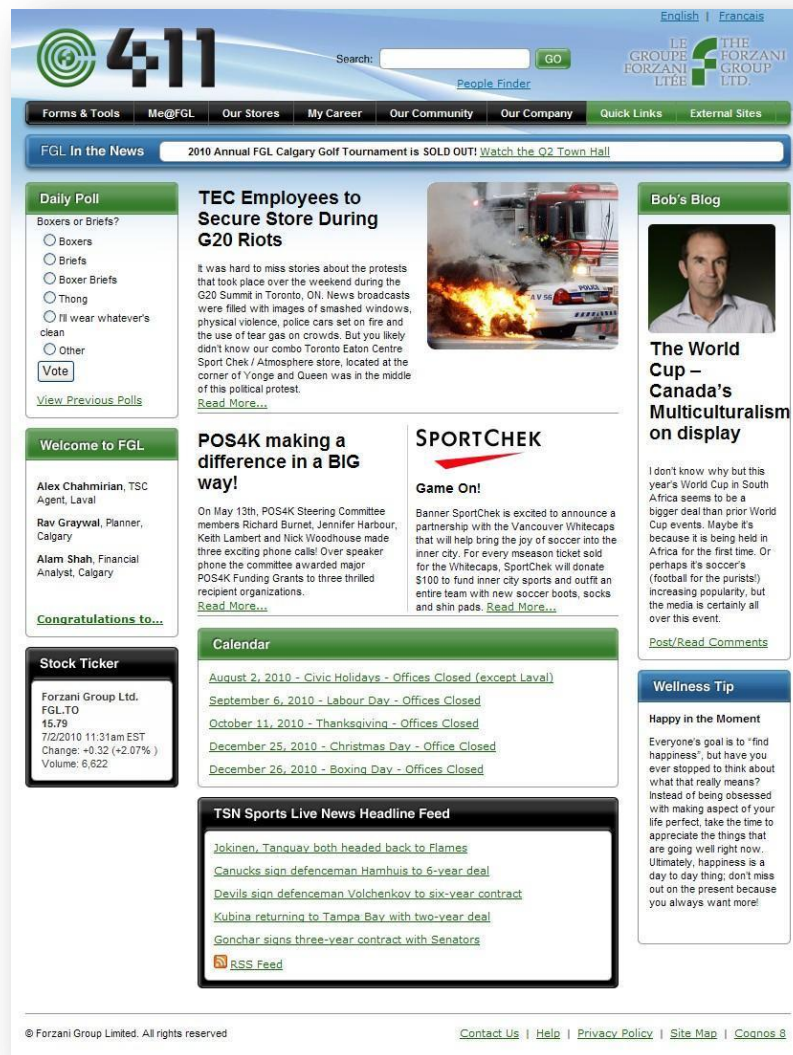 English | Francais
411
Search:
GO
People Finder
LE GROUPE FORZANI LTÉE
THE FORZANI GROUP LTD.
Forms & Tools Me@FGL Our Stores My Career Our Community Our Company Quick Links External Sites
FGL In the News
2010 Annual FGL Calgary Golf Tournament is SOLD OUT! Watch the Q2 Town Hall
Daily Poll
Boxers or Briefs?
Boxers
Briefs
Boxer Briefs
Thong
I'll wear whatever's
clean
Other
Vote
View Previous Polls
Welcome to FGL
Alex Chahmirian, TSC
Agent, Laval
Rav Graywal, Planner,
Calgary
Alam Shah, Financial
Analyst, Calgary
Congratulations to...
Stock Ticker
Forzani Group Ltd.
FGL.TO
15.79
7/2/2010 11:31am EST
Change: +0.32 (+2.07% )
Volume: 6,622
TEC Employees to
Secure Store During
G20 Riots
It was hard to miss stories about the protests
that took place over the weekend during the
G20 Summit in Toronto, ON. News broadcasts
were filled with images of smashed windows,
physical violence, police cars set on fire and
the use of tear gas on crowds. But you likely
didn't know our combo Toronto Eaton Centre
Sport Chek / Atmosphere store, located at the
corner of Yonge and Queen was in the middle
of this political protest.
Read More...
POLICE
POS4K making a
difference in a BIG
way!
On May 13th, POS4K Steering Committee
members Richard Burnet, Jennifer Harbour,
Keith Lambert and Nick Woodhouse made
three exciting phone calls! Over speaker
phone the committee awarded major
POS4K Funding Grants to three thrilled
recipient organizations.
Read More...
SPORTCHEK
Game On!
Banner SportChek is excited to announce a
partnership with the Vancouver Whitecaps
that will help bring the joy of soccer into the
inner city. For every mseason ticket sold
for the Whitecaps, SportChek will donate
$100 to fund inner city sports and outfit an
entire team with new soccer boots, socks
and shin pads. Read More...
Calendar
August 2, 2010 - Civic Holidays - Offices Closed (except Laval)
September 6, 2010 - Labour Day - Offices Closed
October 11, 2010 - Thanksgiving - Offices Closed
December 25, 2010 - Christmas Day - Office Closed
December 26, 2010 - Boxing Day - Offices Closed
TSN Sports Live News Headline Feed
Jokinen, Tanguay both headed back to Flames
Canucks sign defenceman Hamhuis to 6-year deal
Devils sign defenceman Volchenkov to six-year contract
Kubina returning to Tampa Bay with two-year deal
Gonchar signs three-year contract with Senators
RSS Feed
Bob's Blog
The World
Cup –
Canada's
Multiculturalism
on display
I don't know why but this
year's World Cup in South
Africa seems to be a
bigger deal than prior World
Cup events. Maybe it's
because it is being held in
Africa for the first time. Or
perhaps it's soccer's
(football for the purists!)
increasing popularity, but
the media is certainly all
over this event.
Post/Read Comments
Wellness Tip
Happy in the Moment
Everyone's goal is to "find
happiness", but have you
ever stopped to think about
what that really means?
Instead of being obsessed
with making aspect of your
life perfect, take the time to
appreciate the things that
are going well right now.
Ultimately, happiness is a
day to day thing; don't miss
out on the present because
you always want more!
© Forzani Group Limited. All rights reserved
Contact Us | Help | Privacy Policy | Site Map | Cognos 8